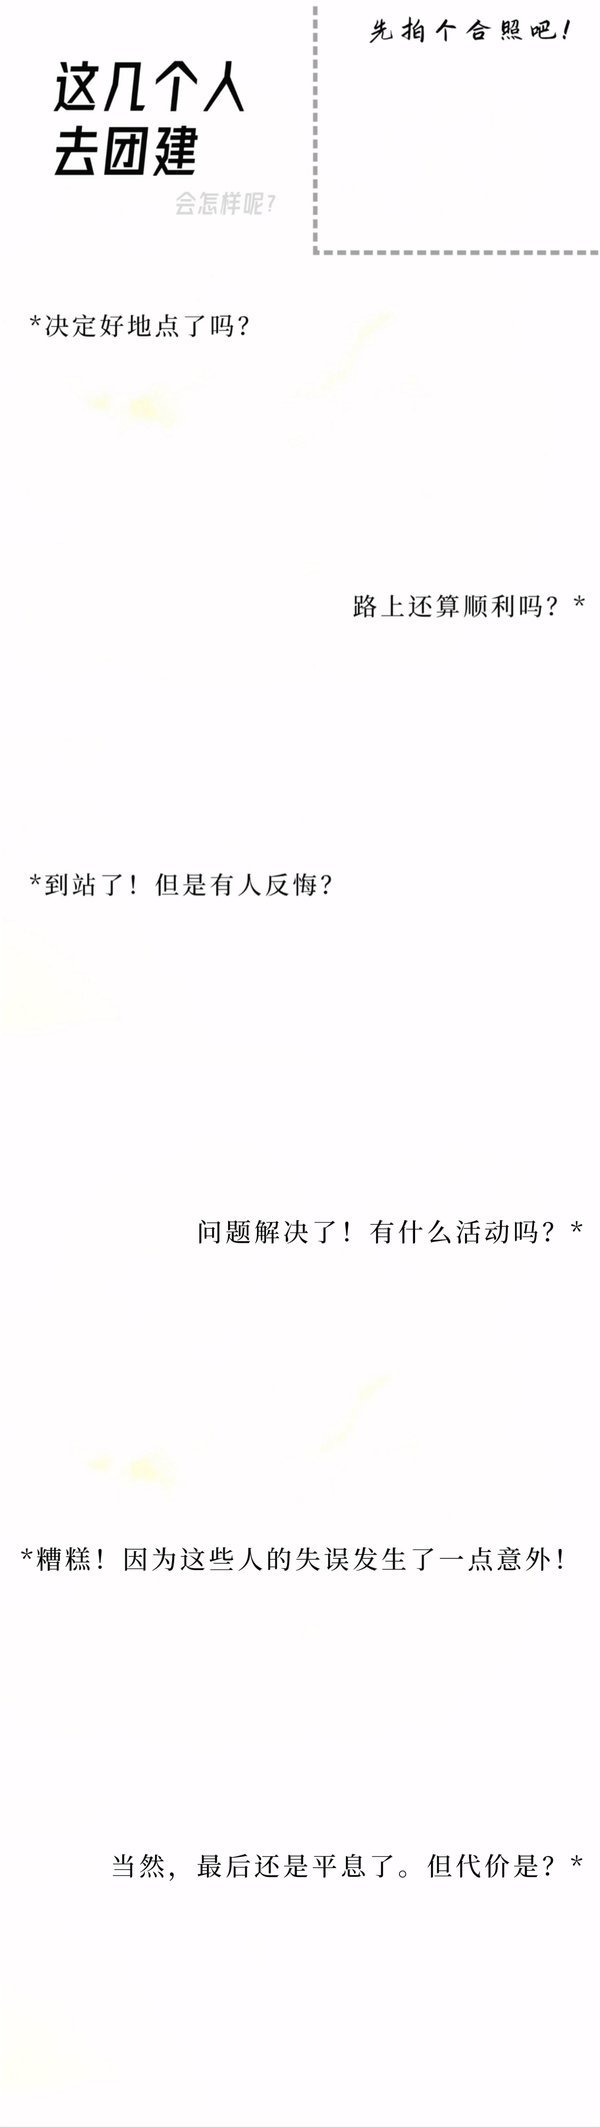 先拍个合照吧!
这几个人
去团建
会怎样呢?
*决定好地点了吗?
路上还算顺利吗? *
*到站了! 但是有人反悔?
问题解决了! 有什么活动吗? *
*糟糕! 因为这些人的失误发生了一点意外!
当然，最后还是平息了。但代价是? *